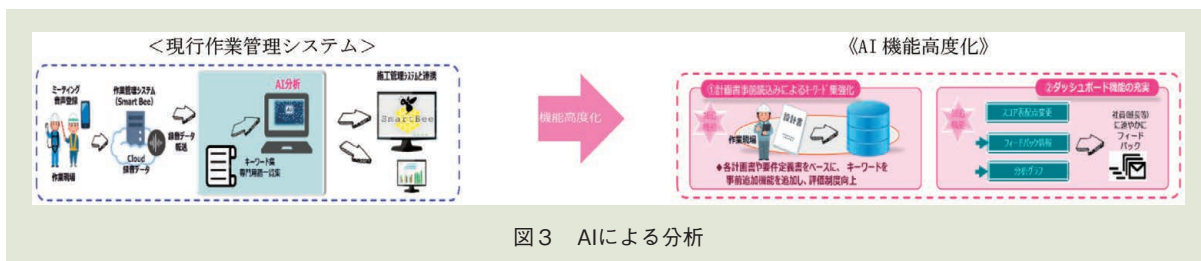 <現行作業管理システム>
ミーティング
音声登録
作業現場
作業管理システム
(Smart Bee)
Cloud
録音データ
録音データ
転送
AI分析
AI
キーワード集
専門用語一覧集
施工管理システムと連携
SmartBee
機能高度化
《AI 機能高度化》
①計画書事前読込みによるキーワード集強化
作業現場
設計書
◆各計画書や要件定義書をベースに、キーワードを
事前追加機能を追加し、評価制度向上
②ダッシュボード機能の充実
スコア表配点変更
フィードバック情報
分析グラフ
社員(班長等)
に速やかに
フィード
バック
図3 AIによる分析